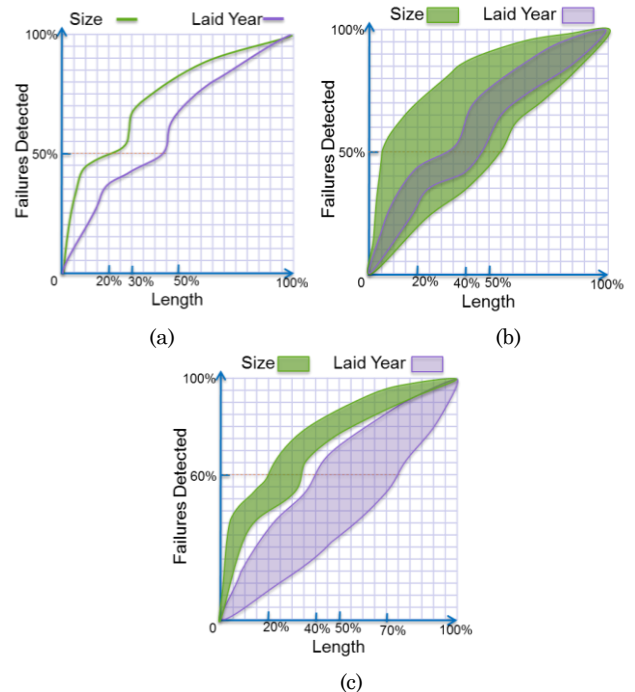 Size Laid Year
100%
Failures Detected
50%
0 20% 30% 50% 100%
Length
(a)
Size Laid Year
100%
Failures Detected
50%
0 20% 40% 50% 100%
Length
(b)
Size Laid Year
100%
Failures Detected
60%
0 20% 40% 50% 70% 100%
Length
(c)